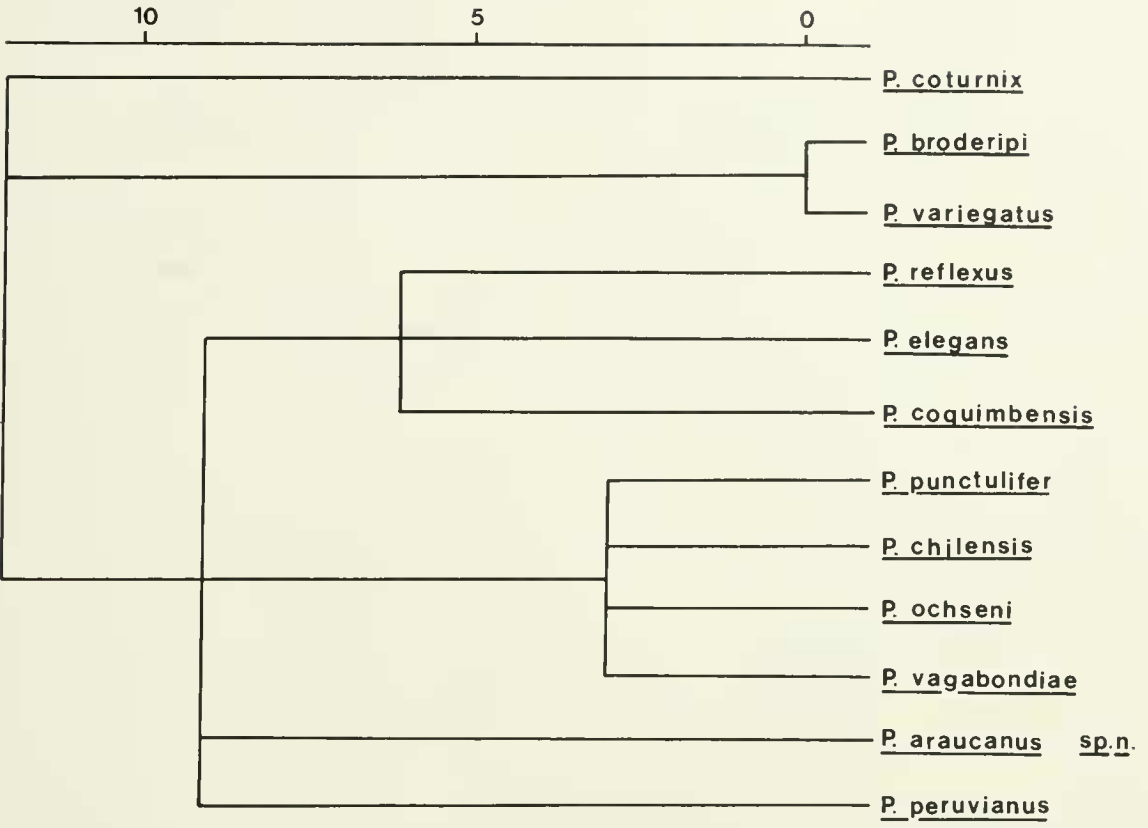 10 5 0
P. coturnix
P. broderipi
P. variegatus
P. reflexus
P. elegans
P. coquimbensis
P. punctulifer
P. chilensis
P. ochseni
P. vagabondiae
P. araucanus sp.n.
P. peruvianus